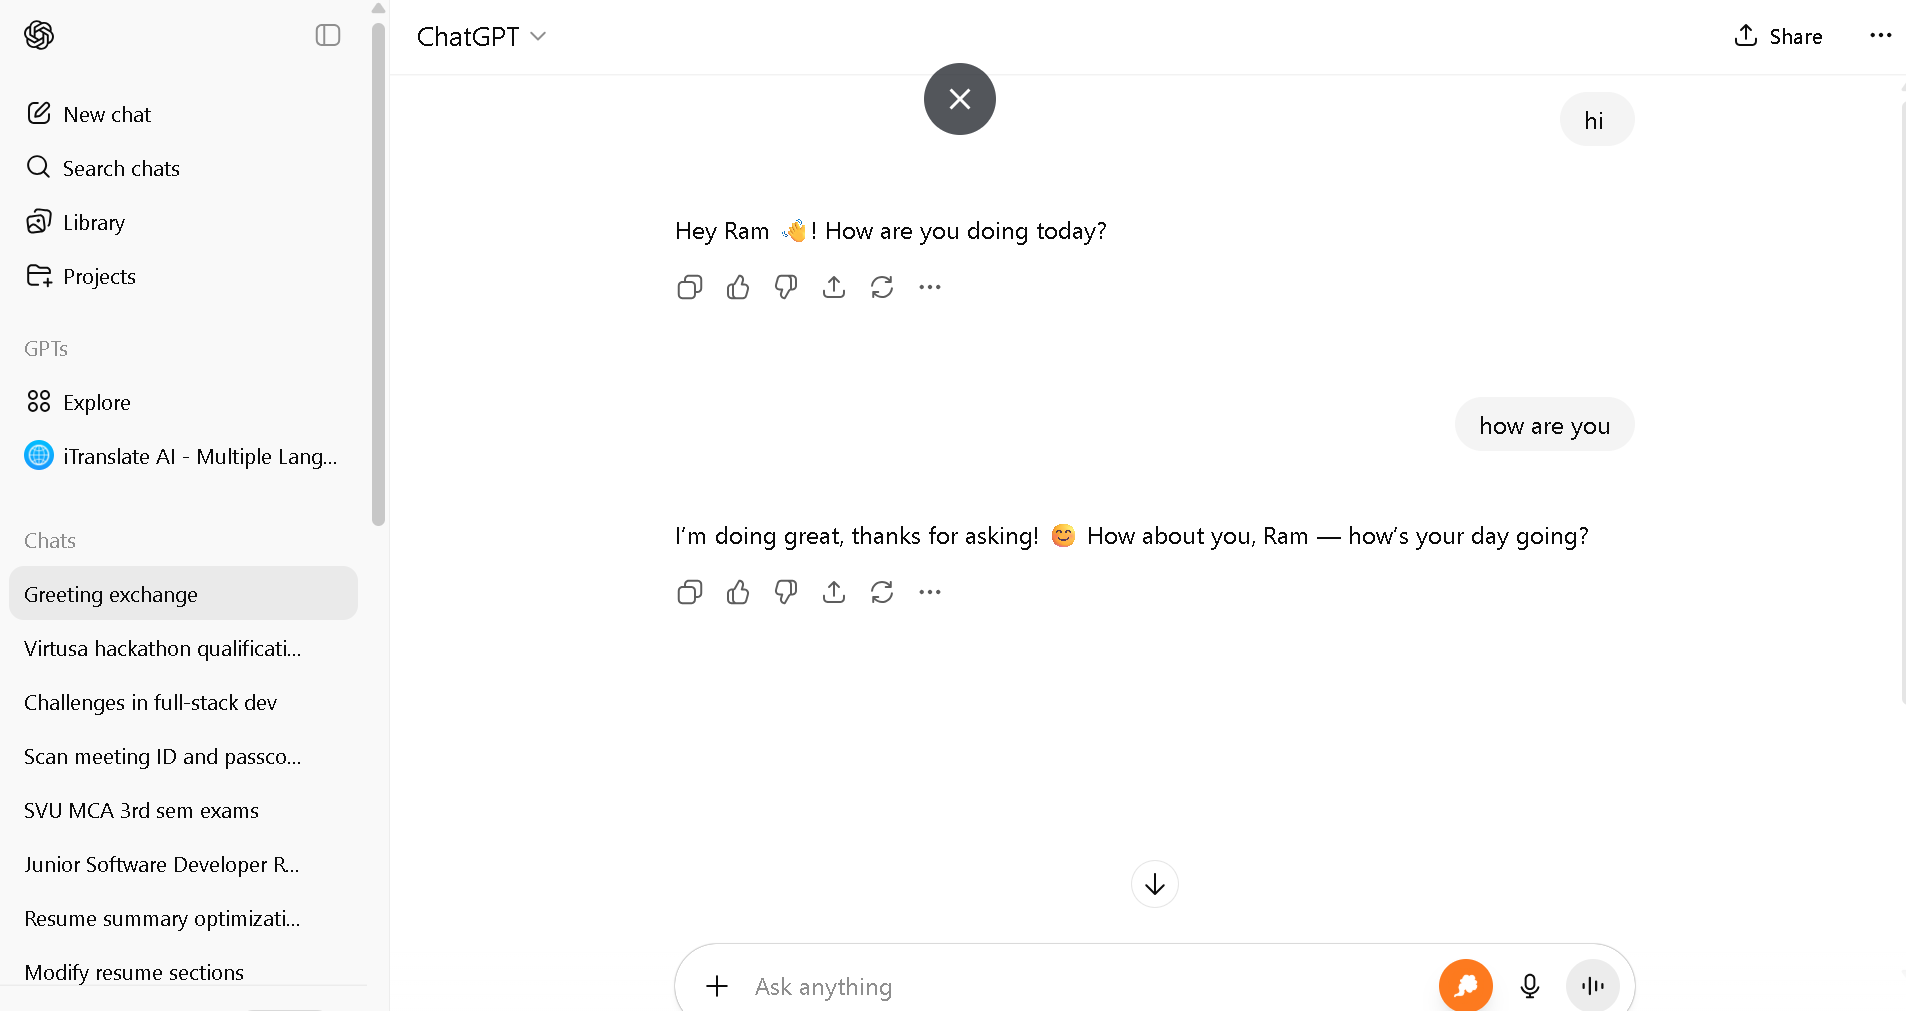 ChatGPT
Share
New chat
Search chats
Library
Projects
GPTs
Explore
iTranslate AI - Multiple Lang...
Chats
Greeting exchange
Virtusa hackathon qualificati...
Challenges in full-stack dev
Scan meeting ID and passco...
SVU MCA 3rd sem exams
Junior Software Developer R...
Resume summary optimizati...
Modify resume sections
hi
Hey Ram 👋! How are you doing today?
how are you
I’m doing great, thanks for asking! 😊 How about you, Ram — how’s your day going?
Ask anything